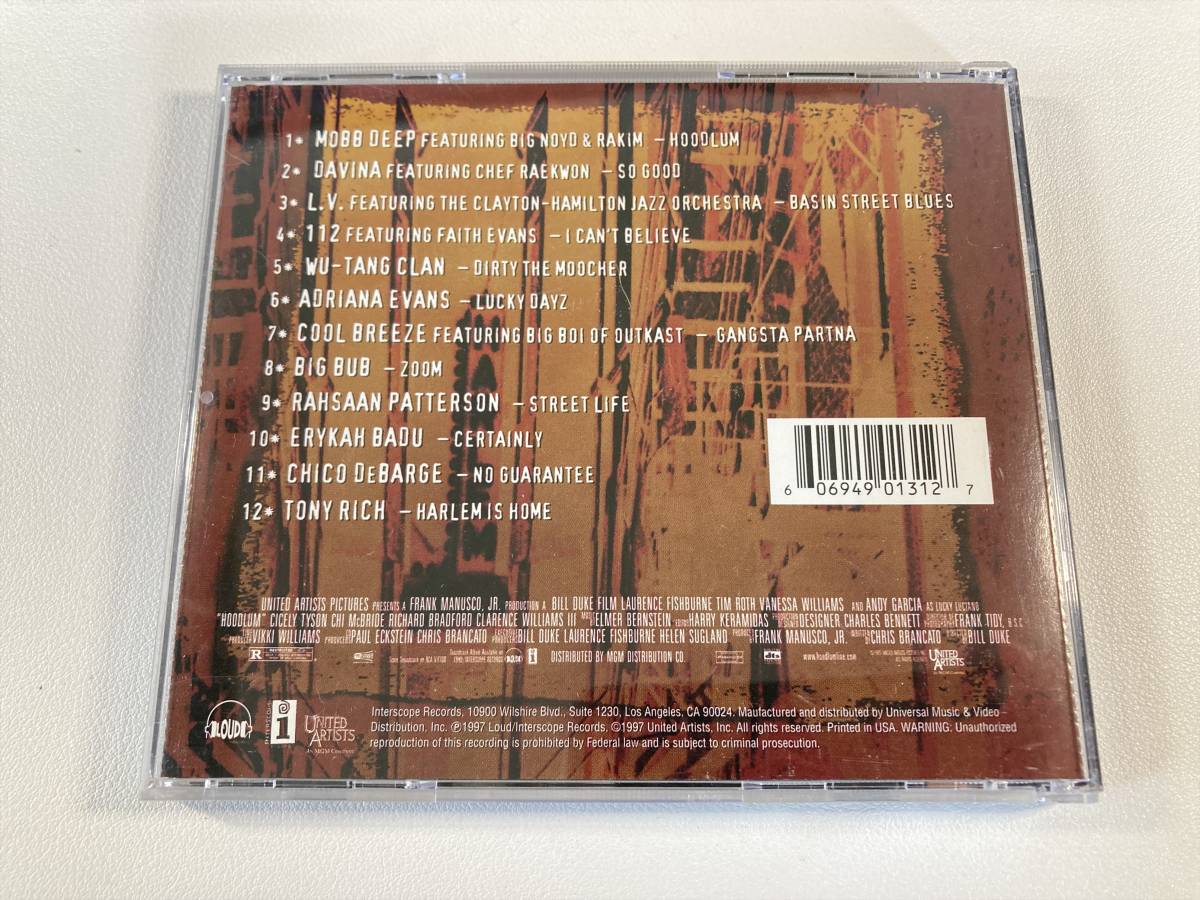 1* MOBB DEEP FEATURING BIG NOYD & RAKIM – HOODLUM
2* DAVINA FEATURING CHEF RAEKWON – SO GOOD
3* L.V. FEATURING THE CLAYTON-HAMILTON JAZZ ORCHESTRA – BASIN STREET BLUES
4* 112 FEATURING FAITH EVANS – I CAN'T BELIEVE
5* WU-TANG CLAN – DIRTY THE MOOCHER
6* ADRIANA EVANS – LUCKY DAYZ
7* COOL BREEZE FEATURING BIG BOI OF OUTKAST – GANGSTA PARTNA
8* BIG BUB – ZOOM
9* RAHSAAN PATTERSON – STREET LIFE
10* ERYKAH BADU – CERTAINLY
11* CHICO DEBARGE – NO GUARANTEE
12* TONY RICH – HARLEM IS HOME
6 06949 01312 7
UNITED ARTISTS PICTURES PRESENTS A FRANK MANUSCO, JR. PRODUCTION A BILL DUKE FILM LAURENCE FISHBURNE TIM ROTH VANESSA WILLIAMS AND ANDY GARCIA AS LUCKY LUCIANO
"HOODLUM" CICELY TYSON CHI McBRIDE RICHARD BRADFORD CLARENCE WILLIAMS III ELMER BERNSTEIN HARRY KERAMIDAS DESIGNER CHARLES BENNETT FRANK TIDY, B.S.C.
VIKKI WILLIAMS PAUL ECKSTEIN CHRIS BRANCATO BILL DUKE LAURENCE FISHBURNE HELEN SUGLAND FRANK MANUSCO, JR. CHRIS BRANCATO BILL DUKE
R RESTRICTED DISTRIBUTED BY MGM DISTRIBUTION CO. dts www.hoodlumline.com UNITED ARTISTS
LOUD INTERSCOPE i UNITED ARTISTS An MGM Company
Interscope Records, 10900 Wilshire Blvd., Suite 1230, Los Angeles, CA 90024. Maufactured and distributed by Universal Music & Video
Distribution, Inc. ℗1997 Loud/Interscope Records. ©1997 United Artists, Inc. All rights reserved. Printed in USA. WARNING: Unauthorized
reproduction of this recording is prohibited by Federal law and is subject to criminal prosecution.